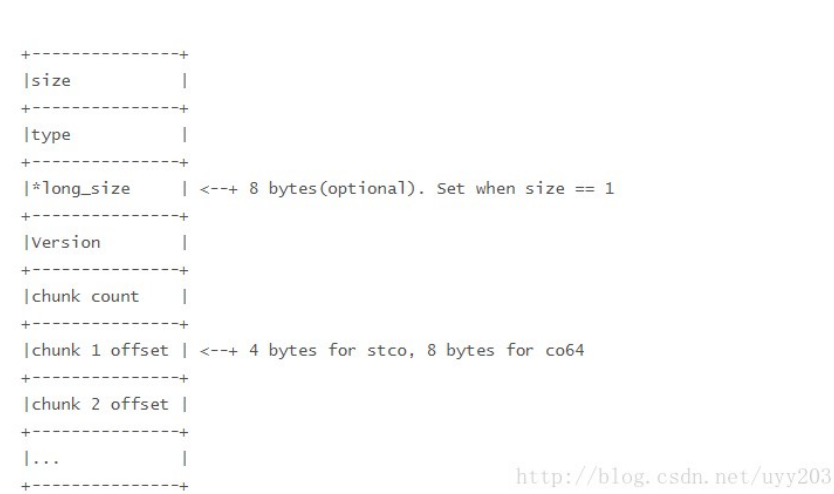 +---------------+
|size           |
+---------------+
|type           |
+---------------+
|*long_size     | <--+ 8 bytes(optional). Set when size == 1
+---------------+
|Version        |
+---------------+
|chunk count    |
+---------------+
|chunk 1 offset | <--+ 4 bytes for stco, 8 bytes for co64
+---------------+
|chunk 2 offset |
+---------------+
|...            |
+---------------+
http://blog.csdn.net/uyy203